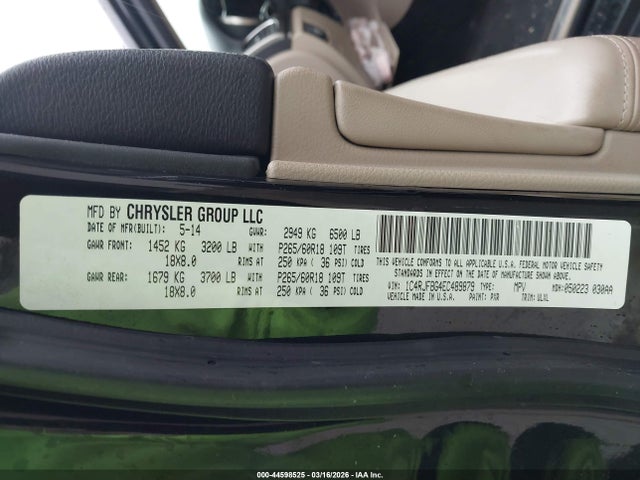 MFD BY CHRYSLER GROUP LLC
DATE OF MFR(BUILT): 5-14 GVWR: 2949 KG 6500 LB
GAWR FRONT: 1452 KG 3200 LB WITH P265/60R18 109T TIRES
18X8.0 RIMS AT 250 KPA ( 36 PSI) COLD
GAWR REAR: 1679 KG 3700 LB WITH P265/60R18 109T TIRES
18X8.0 RIMS AT 250 KPA ( 36 PSI) COLD
THIS VEHICLE CONFORMS TO ALL APPLICABLE U.S.A. FEDERAL MOTOR VEHICLE SAFETY
STANDARDS IN EFFECT ON THE DATE OF MANUFACTURE SHOWN ABOVE.
VIN: 1C4RJFBG4EC489879 TYPE: MPV MDH: 050223 030AA
VEHICLE MADE IN U.S.A. PAINT: PXR TRIM: ULXL
000-44598525 - 03/16/2026 - IAA Inc.